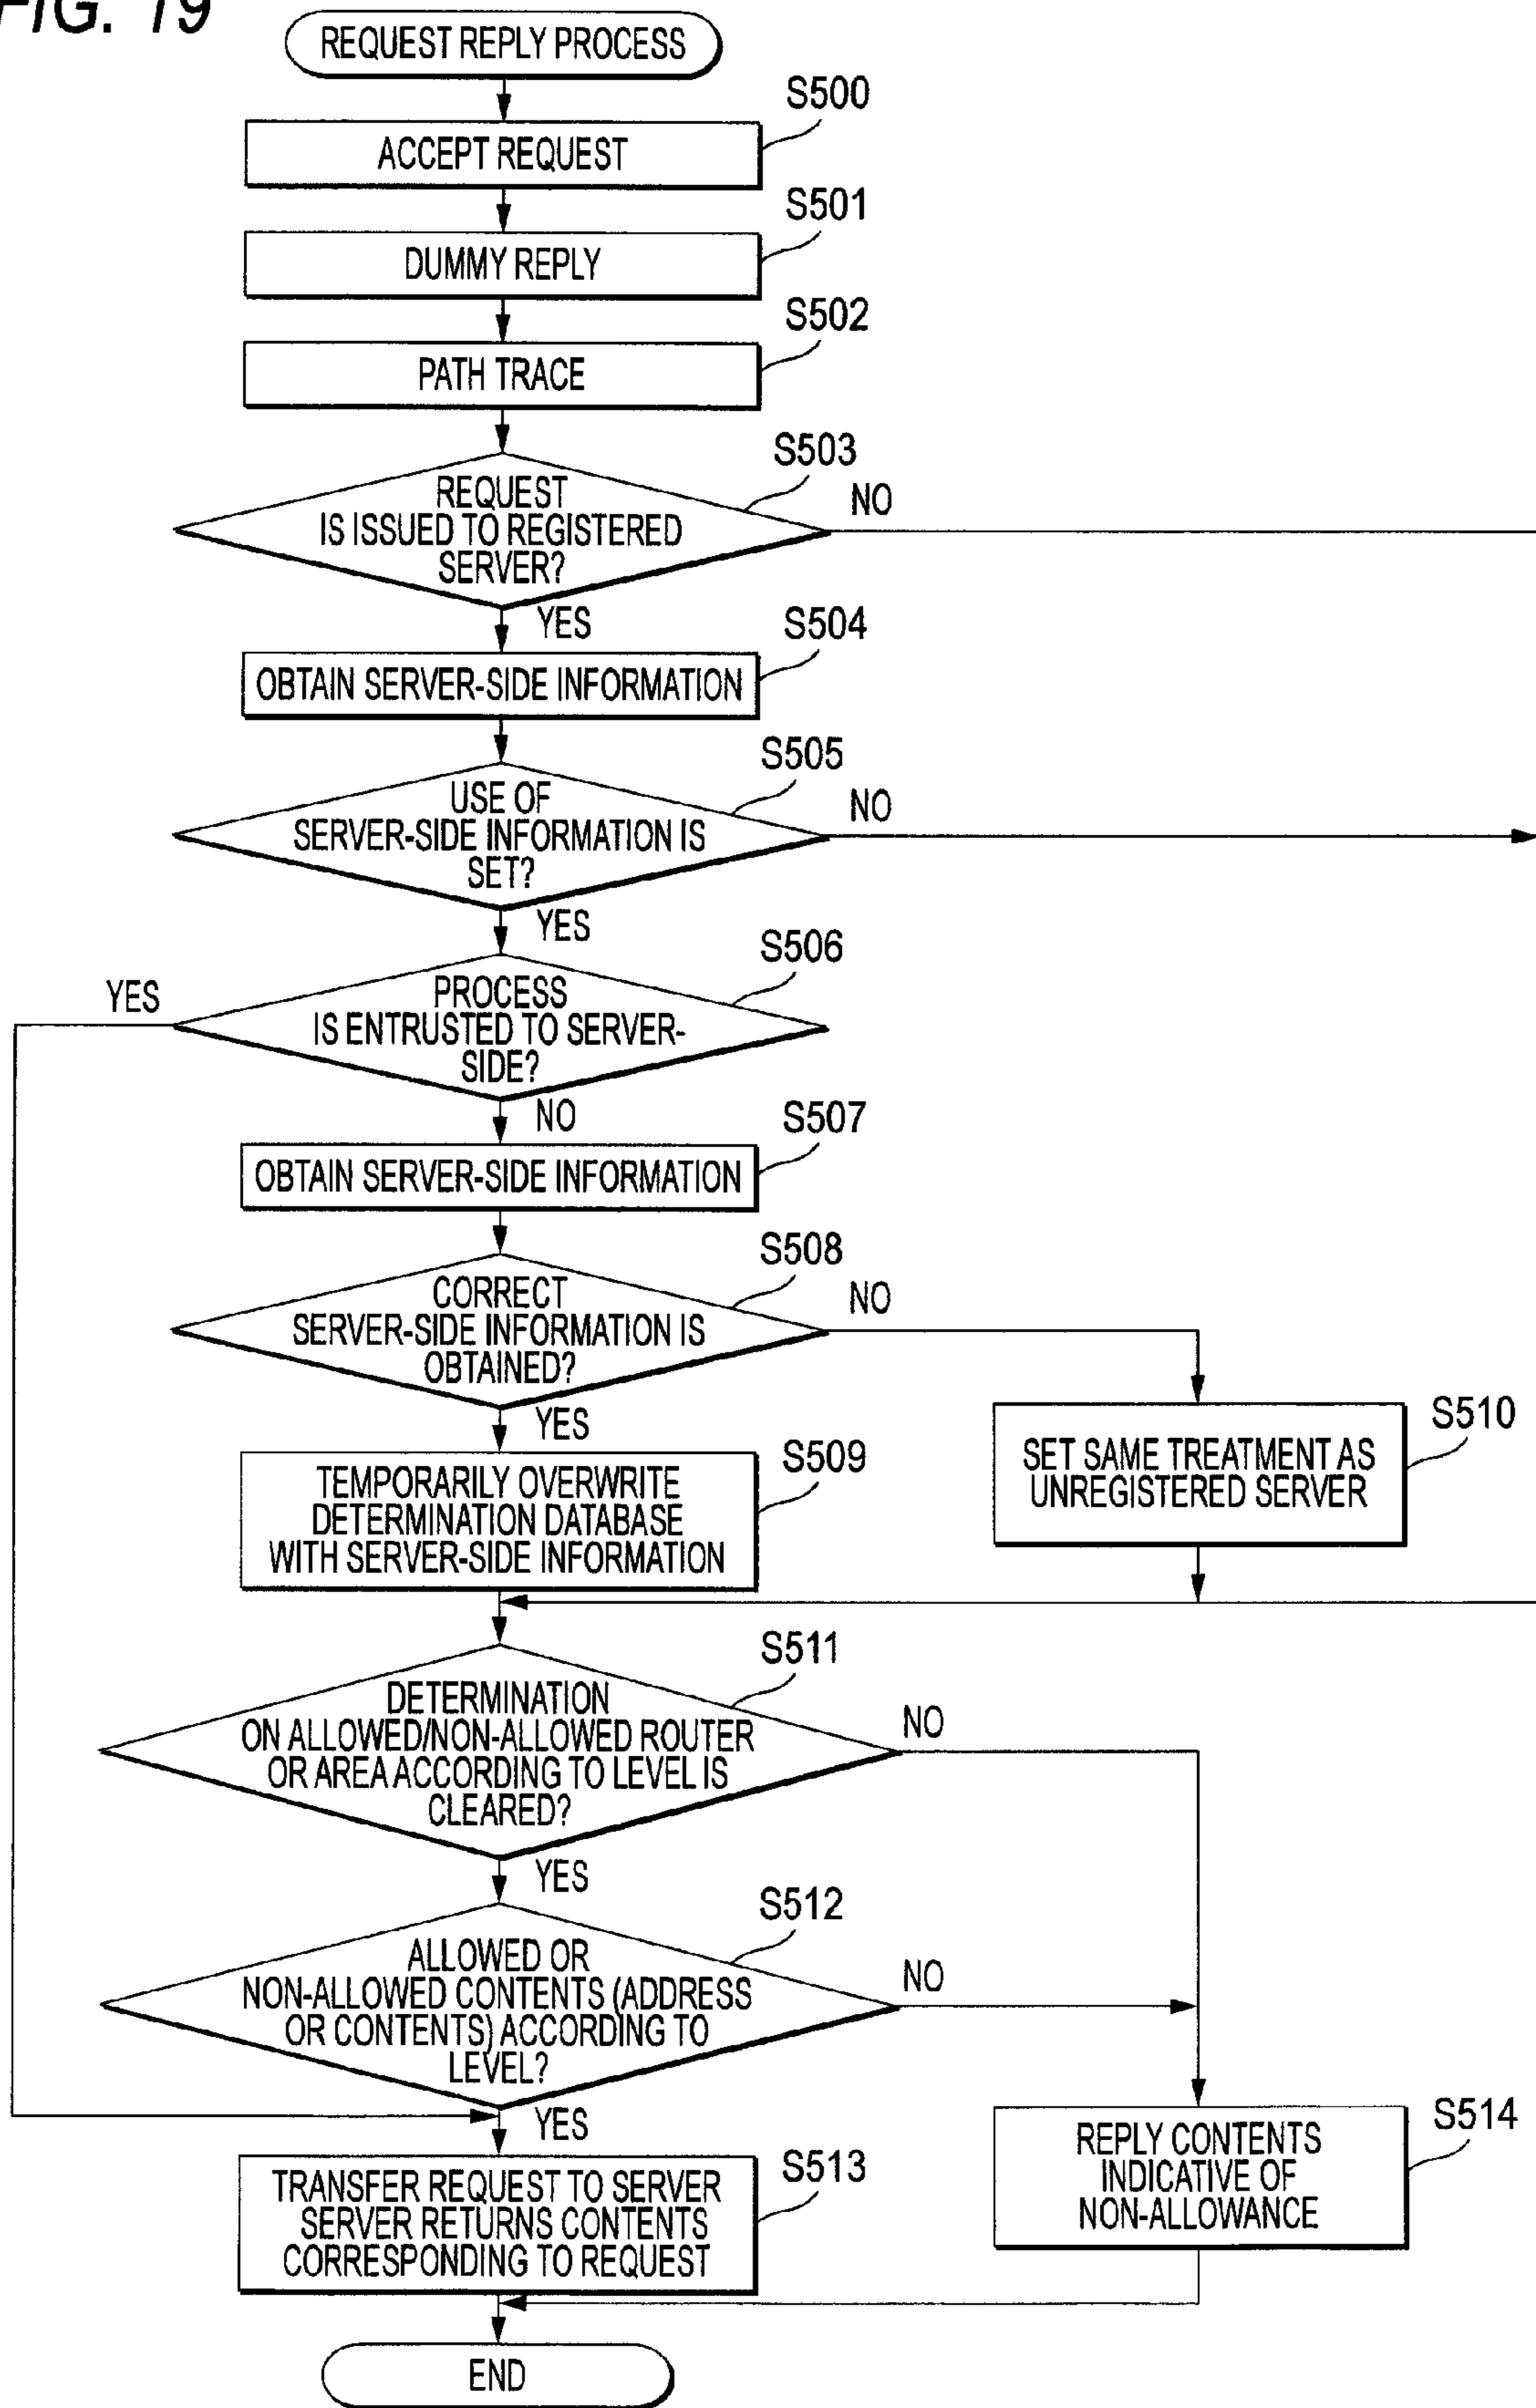 FIG. 19
REQUEST REPLY PROCESS
S500
ACCEPT REQUEST
S501
DUMMY REPLY
S502
PATH TRACE
S503
REQUEST
IS ISSUED TO REGISTERED
SERVER?
NO
YES
S504
OBTAIN SERVER-SIDE INFORMATION
S505
USE OF
SERVER-SIDE INFORMATION IS
SET?
NO
YES
S506
PROCESS
IS ENTRUSTED TO SERVER-
SIDE?
YES
NO
S507
OBTAIN SERVER-SIDE INFORMATION
S508
CORRECT
SERVER-SIDE INFORMATION IS
OBTAINED?
NO
YES
S509
TEMPORARILY OVERWRITE
DETERMINATION DATABASE
WITH SERVER-SIDE INFORMATION
S510
SET SAME TREATMENT AS
UNREGISTERED SERVER
S511
DETERMINATION
ON ALLOWED/NON-ALLOWED ROUTER
OR AREA ACCORDING TO LEVEL IS
CLEARED?
NO
YES
S512
ALLOWED OR
NON-ALLOWED CONTENTS (ADDRESS
OR CONTENTS) ACCORDING TO
LEVEL?
NO
YES
S513
TRANSFER REQUEST TO SERVER
SERVER RETURNS CONTENTS
CORRESPONDING TO REQUEST
S514
REPLY CONTENTS
INDICATIVE OF
NON-ALLOWANCE
END